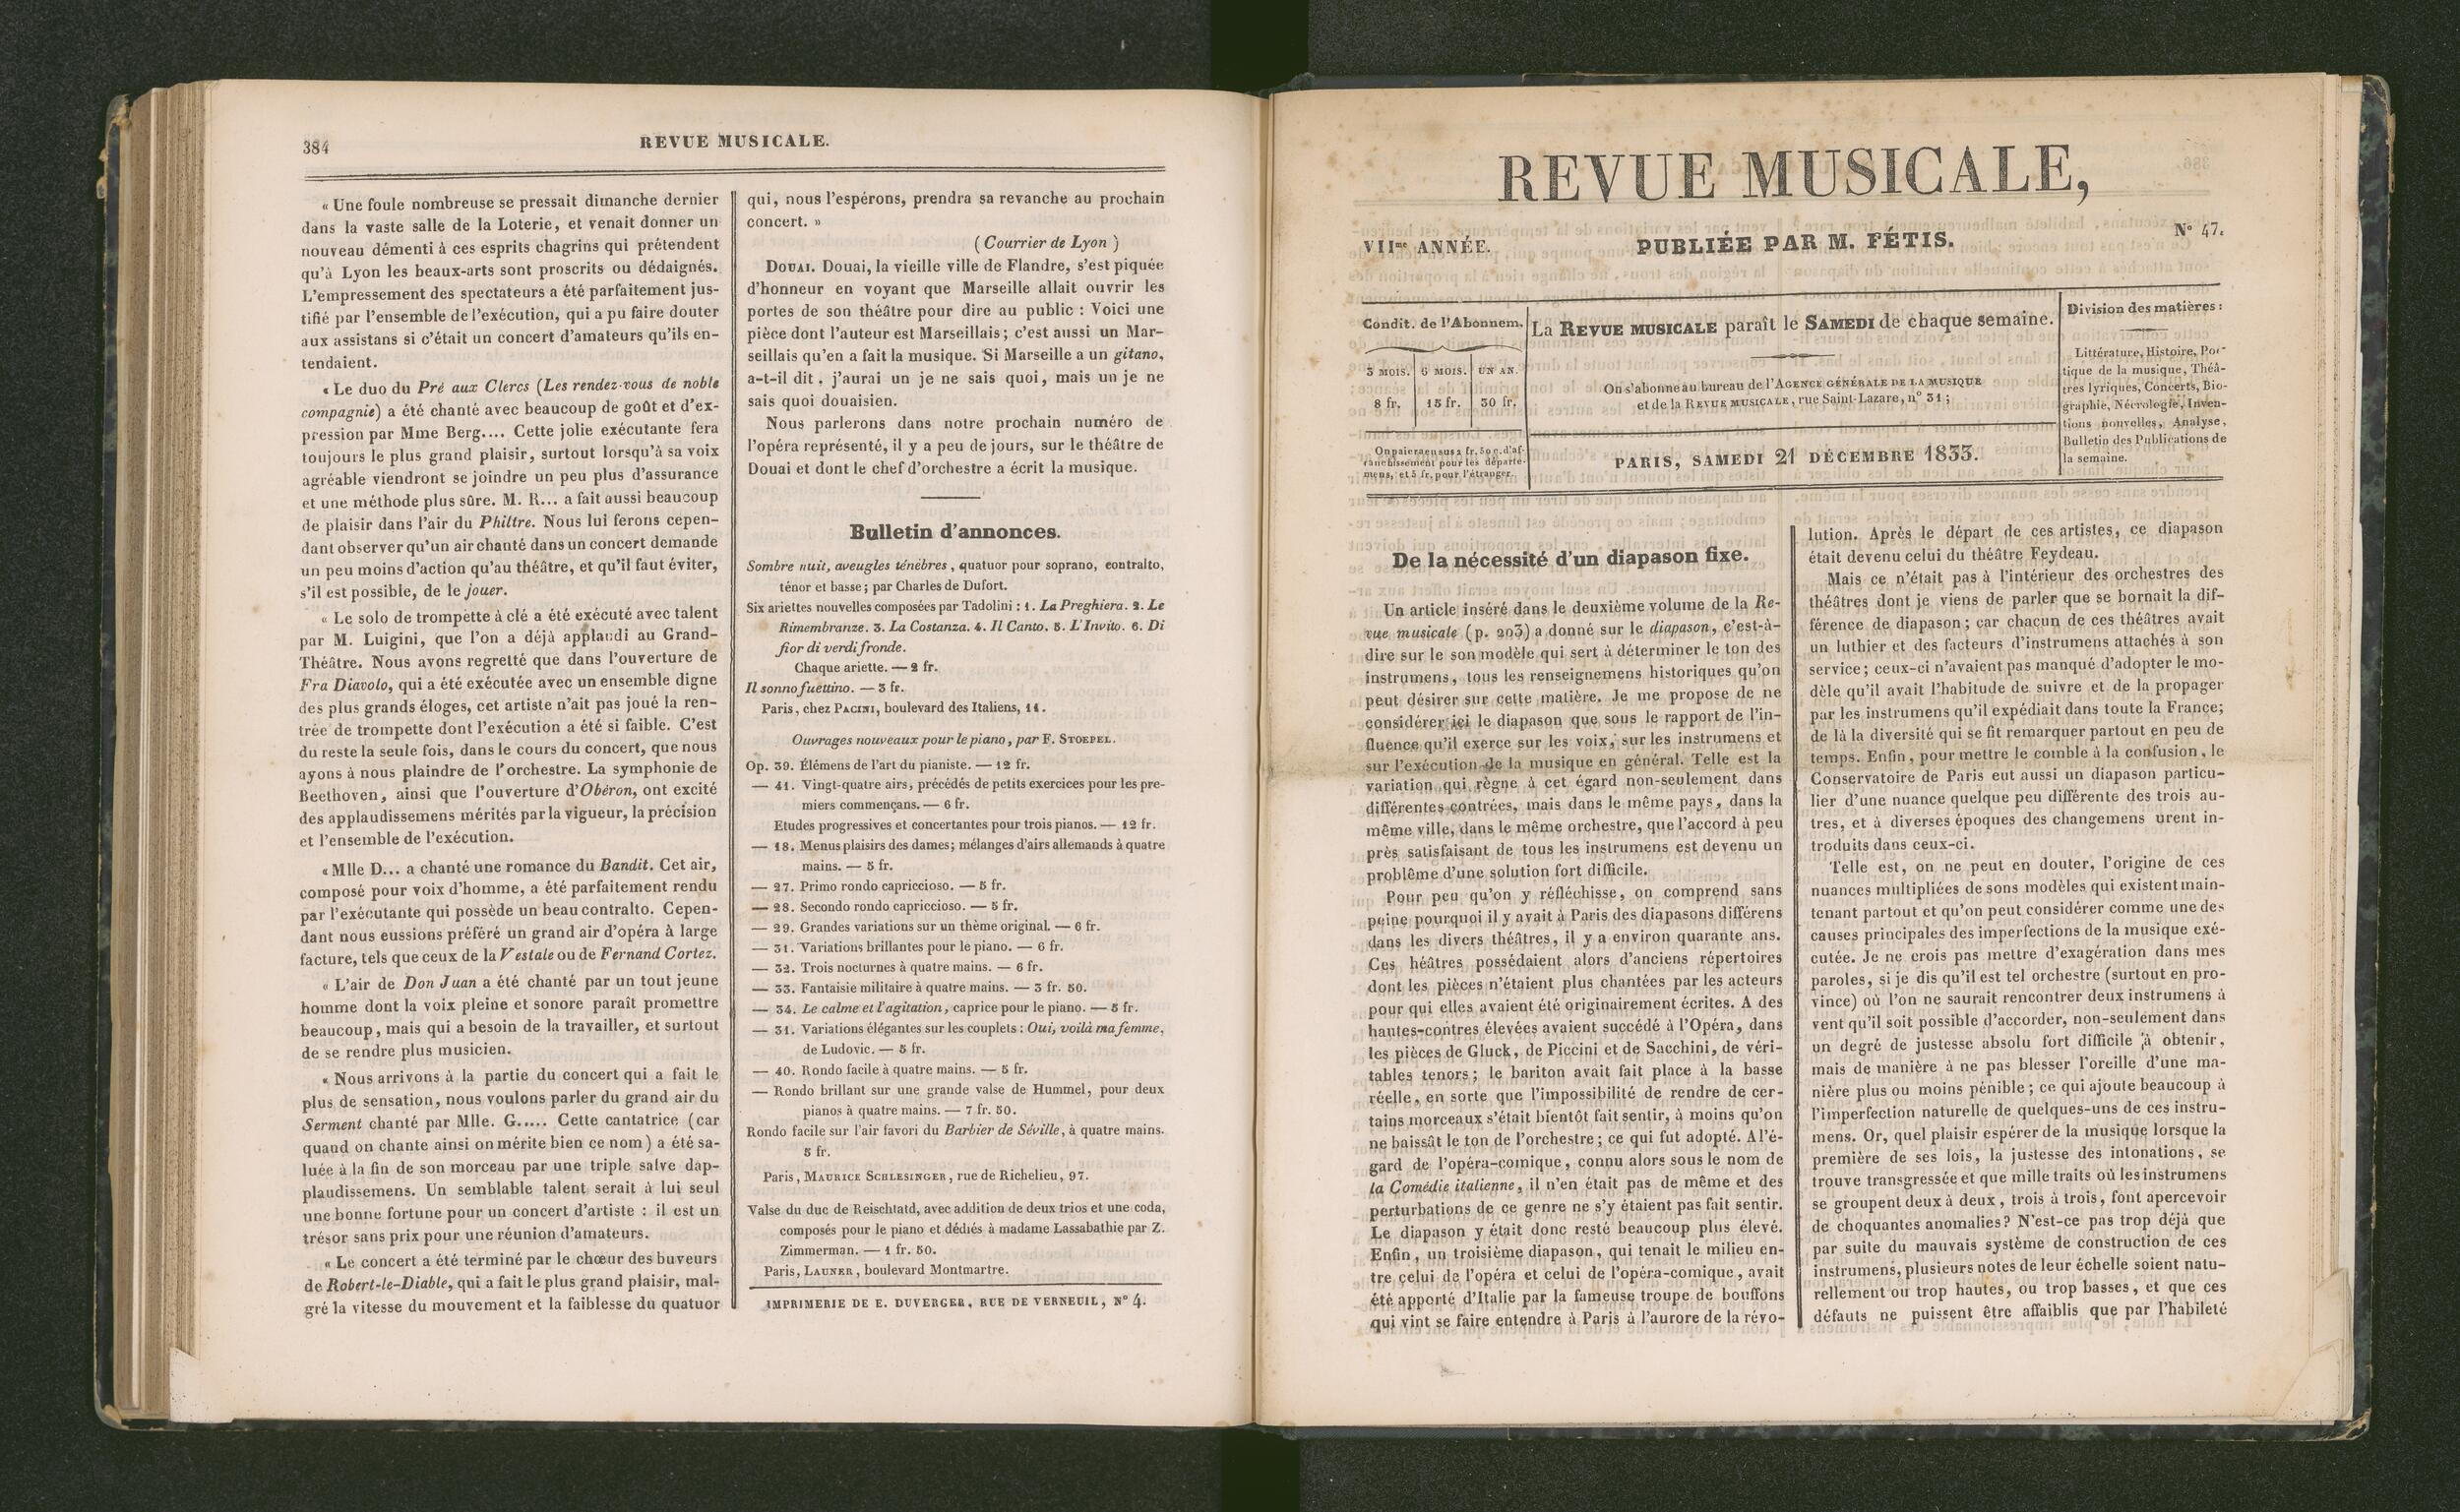 384
REVUE MUSICALE.
« Une foule nombreuse se pressait dimanche dernier
dans la vaste salle de la Loterie, et venait donner un
nouveau démenti à ces esprits chagrins qui prétendent
qu'à Lyon les beaux-arts sont proscrits ou dédaignés.
L'empressement des spectateurs a été parfaitement jus-
tifié par l'ensemble de l'exécution, qui a pu faire douter
aux assistans si c'était un concert d'amateurs qu'ils en-
tendaient.
« Le duo du Pré aux Clercs (Les rendez-vous de noble
compagnie) a été chanté avec beaucoup de goût et d'ex-
pression par Mme Berg.... Cette jolie exécutante fera
toujours le plus grand plaisir, surtout lorsqu'à sa voix
agréable viendront se joindre un peu plus d'assurance
et une méthode plus sûre. M. R... a fait aussi beaucoup
de plaisir dans l'air du Philtre. Nous lui ferons cepen-
dant observer qu'un air chanté dans un concert demande
un peu moins d'action qu'au théâtre, et qu'il faut éviter,
s'il est possible, de le jouer.
« Le solo de trompette à clé a été exécuté avec talent
par M. Luigini, que l'on a déjà applaudi au Grand-
Théâtre. Nous avons regretté que dans l'ouverture de
Fra Diavolo, qui a été exécutée avec un ensemble digne
des plus grands éloges, cet artiste n'ait pas joué la ren-
trée de trompette dont l'exécution a été si faible. C'est
du reste la seule fois, dans le cours du concert, que nous
ayons à nous plaindre de l'orchestre. La symphonie de
Beethoven, ainsi que l'ouverture d'Obéron, ont excité
des applaudissemens mérités par la vigueur, la précision
et l'ensemble de l'exécution.
« Mlle D... a chanté une romance du Bandit. Cet air,
composé pour voix d'homme, a été parfaitement rendu
par l'exécutante qui possède un beau contralto. Cepen-
dant nous eussions préféré un grand air d'opéra à large
facture, tels que ceux de la Vestale ou de Fernand Cortez.
« L'air de Don Juan a été chanté par un tout jeune
homme dont la voix pleine et sonore paraît promettre
beaucoup, mais qui a besoin de la travailler, et surtout
de se rendre plus musicien.
« Nous arrivons à la partie du concert qui a fait le
plus de sensation, nous voulons parler du grand air du
Serment chanté par Mlle. G..... Cette cantatrice (car
quand on chante ainsi on mérite bien ce nom) a été sa-
luée à la fin de son morceau par une triple salve dap-
plaudissemens. Un semblable talent serait à lui seul
une bonne fortune pour un concert d'artiste : il est un
trésor sans prix pour une réunion d'amateurs.
« Le concert a été terminé par le chœur des buveurs
de Robert-le-Diable, qui a fait le plus grand plaisir, mal-
gré la vitesse du mouvement et la faiblesse du quatuor
qui, nous l'espérons, prendra sa revanche au prochain
concert. »
( Courrier de Lyon )
DOUAI. Douai, la vieille ville de Flandre, s'est piquée
d'honneur en voyant que Marseille allait ouvrir les
portes de son théâtre pour dire au public : Voici une
pièce dont l'auteur est Marseillais ; c'est aussi un Mar-
seillais qu'en a fait la musique. Si Marseille a un gitano,
a-t-il dit, j'aurai un je ne sais quoi, mais un je ne
sais quoi douaisien.
Nous parlerons dans notre prochain numéro de
l'opéra représenté, il y a peu de jours, sur le théâtre de
Douai et dont le chef d'orchestre a écrit la musique.
Bulletin d'annonces.
Sombre nuit, aveugles ténèbres, quatuor pour soprano, contralto,
ténor et basse ; par Charles de Dufort.
Six ariettes nouvelles composées par Tadolini : 1. La Preghiera. 2. Le
Rimembranze. 3. La Costanza. 4. Il Canto. 5. L'Invito. 6. Di
fior di verdi fronde.
Chaque ariette. — 2 fr.
Il sonno fuettino. — 3 fr.
Paris, chez PACINI, boulevard des Italiens, 11.
Ouvrages nouveaux pour le piano, par F. STOEPEL.
Op. 39. Élémens de l'art du pianiste. — 12 fr.
— 41. Vingt-quatre airs, précédés de petits exercices pour les pre-
miers commençans. — 6 fr.
Etudes progressives et concertantes pour trois pianos. — 12 fr.
— 18. Menus plaisirs des dames ; mélanges d'airs allemands à quatre
mains. — 5 fr.
— 27. Primo rondo capriccioso. — 5 fr.
— 28. Secondo rondo capriccioso. — 5 fr.
— 29. Grandes variations sur un thème original. — 6 fr.
— 31. Variations brillantes pour le piano. — 6 fr.
— 32. Trois nocturnes à quatre mains. — 6 fr.
— 33. Fantaisie militaire à quatre mains. — 3 fr. 50.
— 34. Le calme et l'agitation, caprice pour le piano. — 5 fr.
— 31. Variations élégantes sur les couplets : Oui, voilà ma femme,
de Ludovic. — 5 fr.
— 40. Rondo facile à quatre mains. — 5 fr.
— Rondo brillant sur une grande valse de Hummel, pour deux
pianos à quatre mains. — 7 fr. 50.
Rondo facile sur l'air favori du Barbier de Séville, à quatre mains.
5 fr.
Paris, MAURICE SCHLESINGER, rue de Richelieu, 97.
Valse du duc de Reischtatd, avec addition de deux trios et une coda,
composés pour le piano et dédiés à madame Lassabathie par Z.
Zimmerman. — 1 fr. 50.
Paris, LAUNER, boulevard Montmartre.
IMPRIMERIE DE E. DUVERGER, RUE DE VERNEUIL, N° 4.
REVUE MUSICALE,
VIIme ANNÉE.
PUBLIÉE PAR M. FÉTIS.
N° 47.
Condit. de l'Abonnem.
3 MOIS. 6 MOIS. UN AN.
8 fr. 15 fr. 30 fr.
On paiera en sus 2 fr. 50 c. d'af-
ranchissement pour les départe-
mens, et 5 fr. pour l'étranger.
La REVUE MUSICALE paraît le SAMEDI de chaque semaine.
On s'abonne au bureau de l'AGENCE GÉNÉRALE DE LA MUSIQUE
et de la REVUE MUSICALE, rue Saint-Lazare, n° 31 ;
PARIS, SAMEDI 21 DÉCEMBRE 1833.
Division des matières :
Littérature, Histoire, Poé-
tique de la musique, Théâ-
tres lyriques, Concerts, Bio-
graphie, Nécrologie, Inven-
tions nouvelles, Analyse,
Bulletin des Publications de
la semaine.
De la nécessité d'un diapason fixe.
Un article inséré dans le deuxième volume de la Re-
vue musicale (p. 203) a donné sur le diapason, c'est-à-
dire sur le son modèle qui sert à déterminer le ton des
instrumens, tous les renseignemens historiques qu'on
peut désirer sur cette matière. Je me propose de ne
considérer ici le diapason que sous le rapport de l'in-
fluence qu'il exerce sur les voix, sur les instrumens et
sur l'exécution de la musique en général. Telle est la
variation qui règne à cet égard non-seulement dans
différentes contrées, mais dans le même pays, dans la
même ville, dans le même orchestre, que l'accord à peu
près satisfaisant de tous les instrumens est devenu un
problême d'une solution fort difficile.
Pour peu qu'on y réfléchisse, on comprend sans
peine pourquoi il y avait à Paris des diapasons différens
dans les divers théâtres, il y a environ quarante ans.
Ces héâtres possédaient alors d'anciens répertoires
dont les pièces n'étaient plus chantées par les acteurs
pour qui elles avaient été originairement écrites. A des
hautes-contres élevées avaient succédé à l'Opéra, dans
les pièces de Gluck, de Piccini et de Sacchini, de véri-
tables tenors ; le bariton avait fait place à la basse
réelle, en sorte que l'impossibilité de rendre de cer-
tains morceaux s'était bientôt fait sentir, à moins qu'on
ne baissât le ton de l'orchestre ; ce qui fut adopté. A l'é-
gard de l'opéra-comique, connu alors sous le nom de
la Comédie italienne, il n'en était pas de même et des
perturbations de ce genre ne s'y étaient pas fait sentir.
Le diapason y était donc resté beaucoup plus élevé.
Enfin, un troisième diapason, qui tenait le milieu en-
tre celui de l'opéra et celui de l'opéra-comique, avait
été apporté d'Italie par la fameuse troupe de bouffons
qui vint se faire entendre à Paris à l'aurore de la révo-
lution. Après le départ de ces artistes, ce diapason
était devenu celui du théâtre Feydeau.
Mais ce n'était pas à l'intérieur des orchestres des
théâtres dont je viens de parler que se bornait la dif-
férence de diapason ; car chacun de ces théâtres avait
un luthier et des facteurs d'instrumens attachés à son
service ; ceux-ci n'avaient pas manqué d'adopter le mo-
dèle qu'il avait l'habitude de suivre et de la propager
par les instrumens qu'il expédiait dans toute la France ;
de là la diversité qui se fit remarquer partout en peu de
temps. Enfin, pour mettre le comble à la confusion, le
Conservatoire de Paris eut aussi un diapason particu-
lier d'une nuance quelque peu différente des trois au-
tres, et à diverses époques des changemens urent in-
troduits dans ceux-ci.
Telle est, on ne peut en douter, l'origine de ces
nuances multipliées de sons modèles qui existent main-
tenant partout et qu'on peut considérer comme une des
causes principales des imperfections de la musique exé-
cutée. Je ne crois pas mettre d'exagération dans mes
paroles, si je dis qu'il est tel orchestre (surtout en pro-
vince) où l'on ne saurait rencontrer deux instrumens à
vent qu'il soit possible d'accorder, non-seulement dans
un degré de justesse absolu fort difficile à obtenir,
mais de manière à ne pas blesser l'oreille d'une ma-
nière plus ou moins pénible ; ce qui ajoute beaucoup à
l'imperfection naturelle de quelques-uns de ces instru-
mens. Or, quel plaisir espérer de la musique lorsque la
première de ses lois, la justesse des intonations, se
trouve transgressée et que mille traits où les instrumens
se groupent deux à deux, trois à trois, font apercevoir
de choquantes anomalies ? N'est-ce pas trop déjà que
par suite du mauvais système de construction de ces
instrumens, plusieurs notes de leur échelle soient natu-
rellement ou trop hautes, ou trop basses, et que ces
défauts ne puissent être affaiblis que par l'habileté